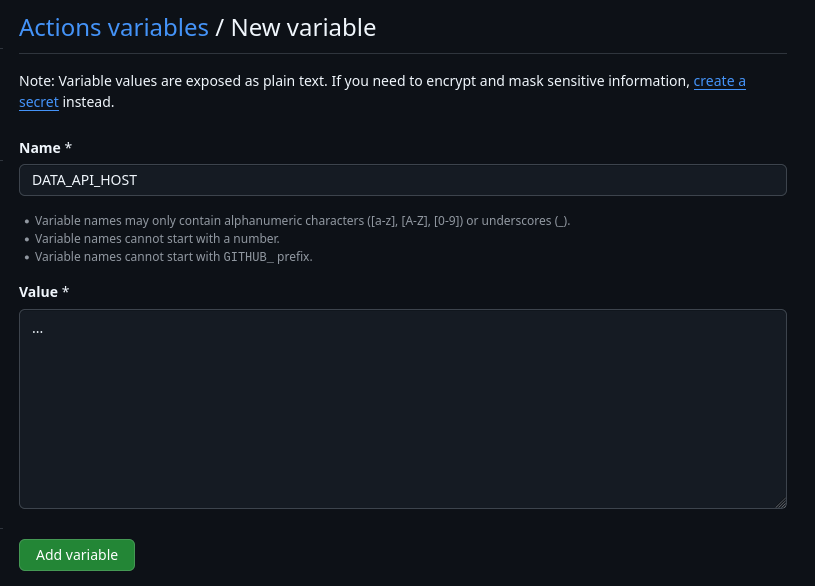 Actions variables / New variable
Note: Variable values are exposed as plain text. If you need to encrypt and mask sensitive information, create a
secret instead.
Name *
DATA_API_HOST
• Variable names may only contain alphanumeric characters ([a-z], [A-Z], [0-9]) or underscores (_).
• Variable names cannot start with a number.
• Variable names cannot start with GITHUB_ prefix.
Value *
...
Add variable